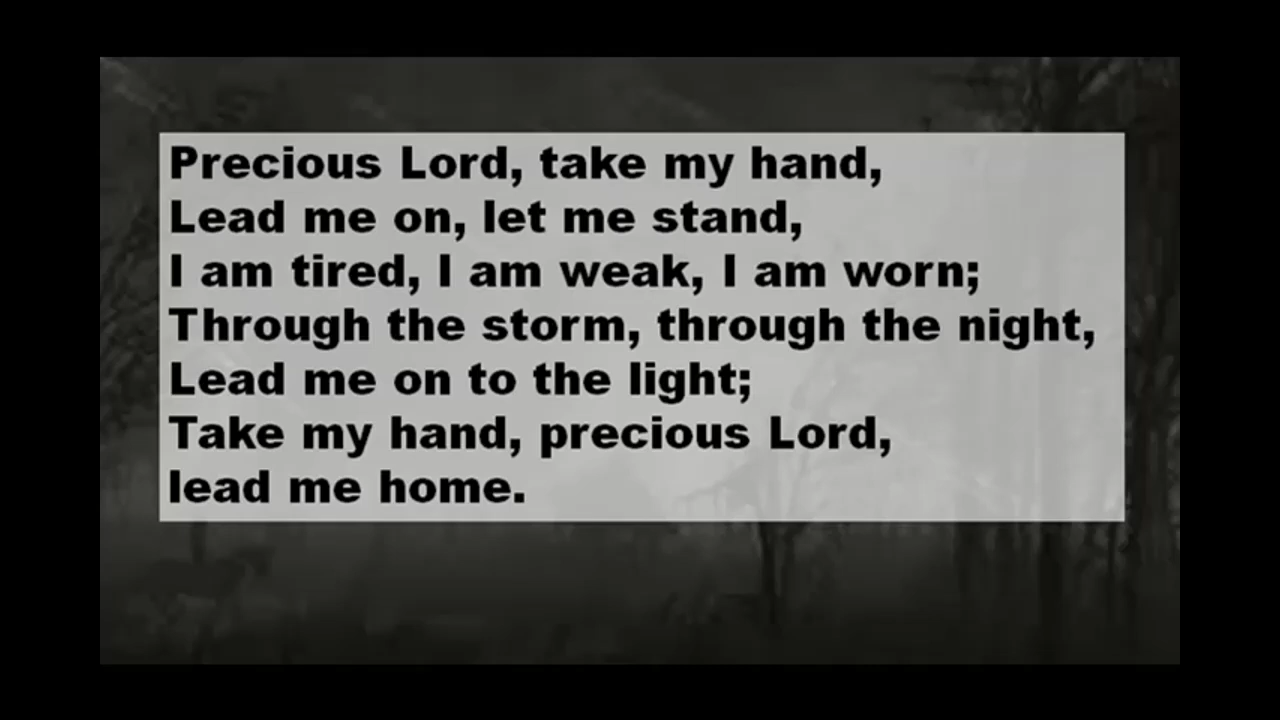 Precious Lord, take my hand,
Lead me on, let me stand,
I am tired, I am weak, I am worn;
Through the storm, through the night,
Lead me on to the light;
Take my hand, precious Lord,
lead me home.